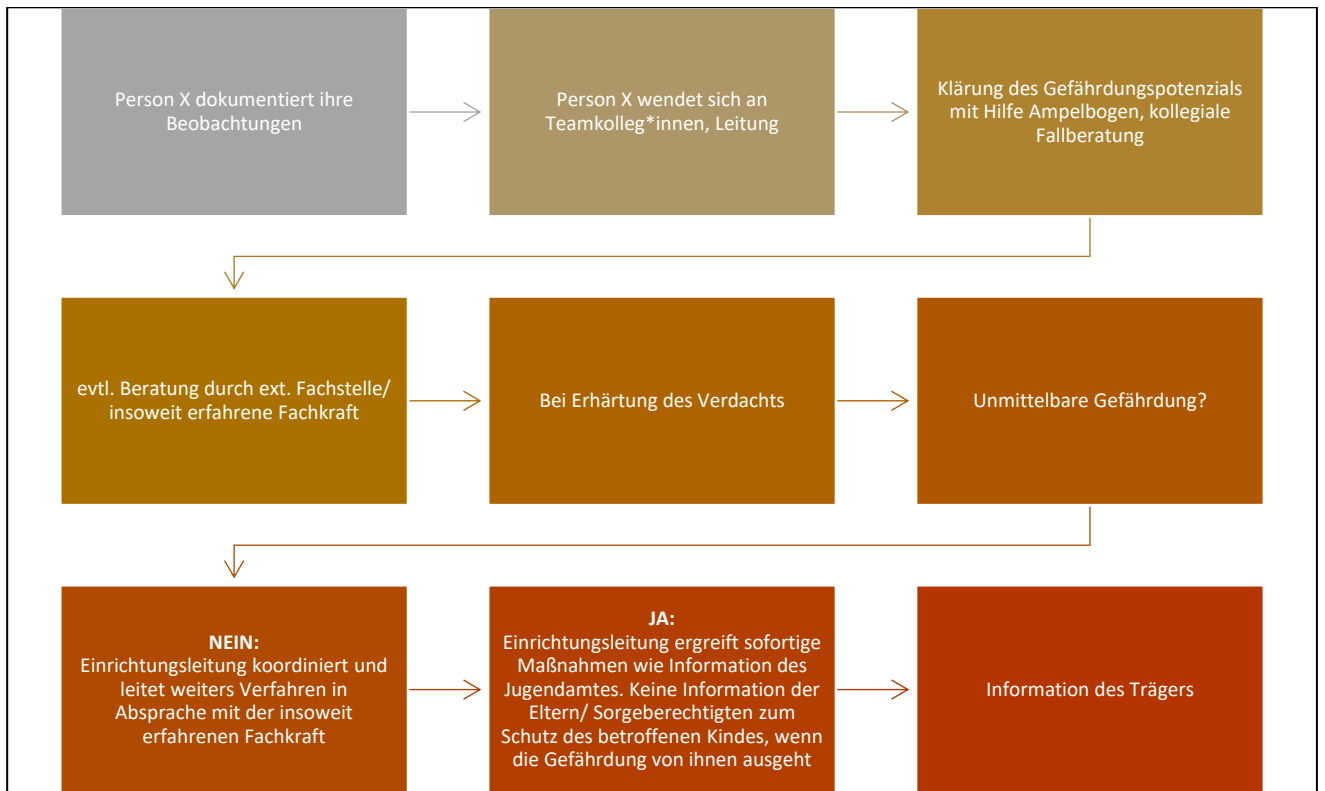 Person X dokumentiert ihre
Beobachtungen
Person X wendet sich an
Teamkolleg*innen, Leitung
Klärung des Gefährdungspotenzials
mit Hilfe Ampelbogen, kollegiale
Fallberatung
evtl. Beratung durch ext. Fachstelle/
insoweit erfahrene Fachkraft
Bei Erhärtung des Verdachts
Unmittelbare Gefährdung?
NEIN:
Einrichtungsleitung koordiniert und
leitet weiters Verfahren in
Absprache mit der insoweit
erfahrenen Fachkraft
JA:
Einrichtungsleitung ergreift sofortige
Maßnahmen wie Information des
Jugendamtes. Keine Information der
Eltern/ Sorgeberechtigten zum
Schutz des betroffenen Kindes, wenn
die Gefährdung von ihnen ausgeht
Information des Trägers